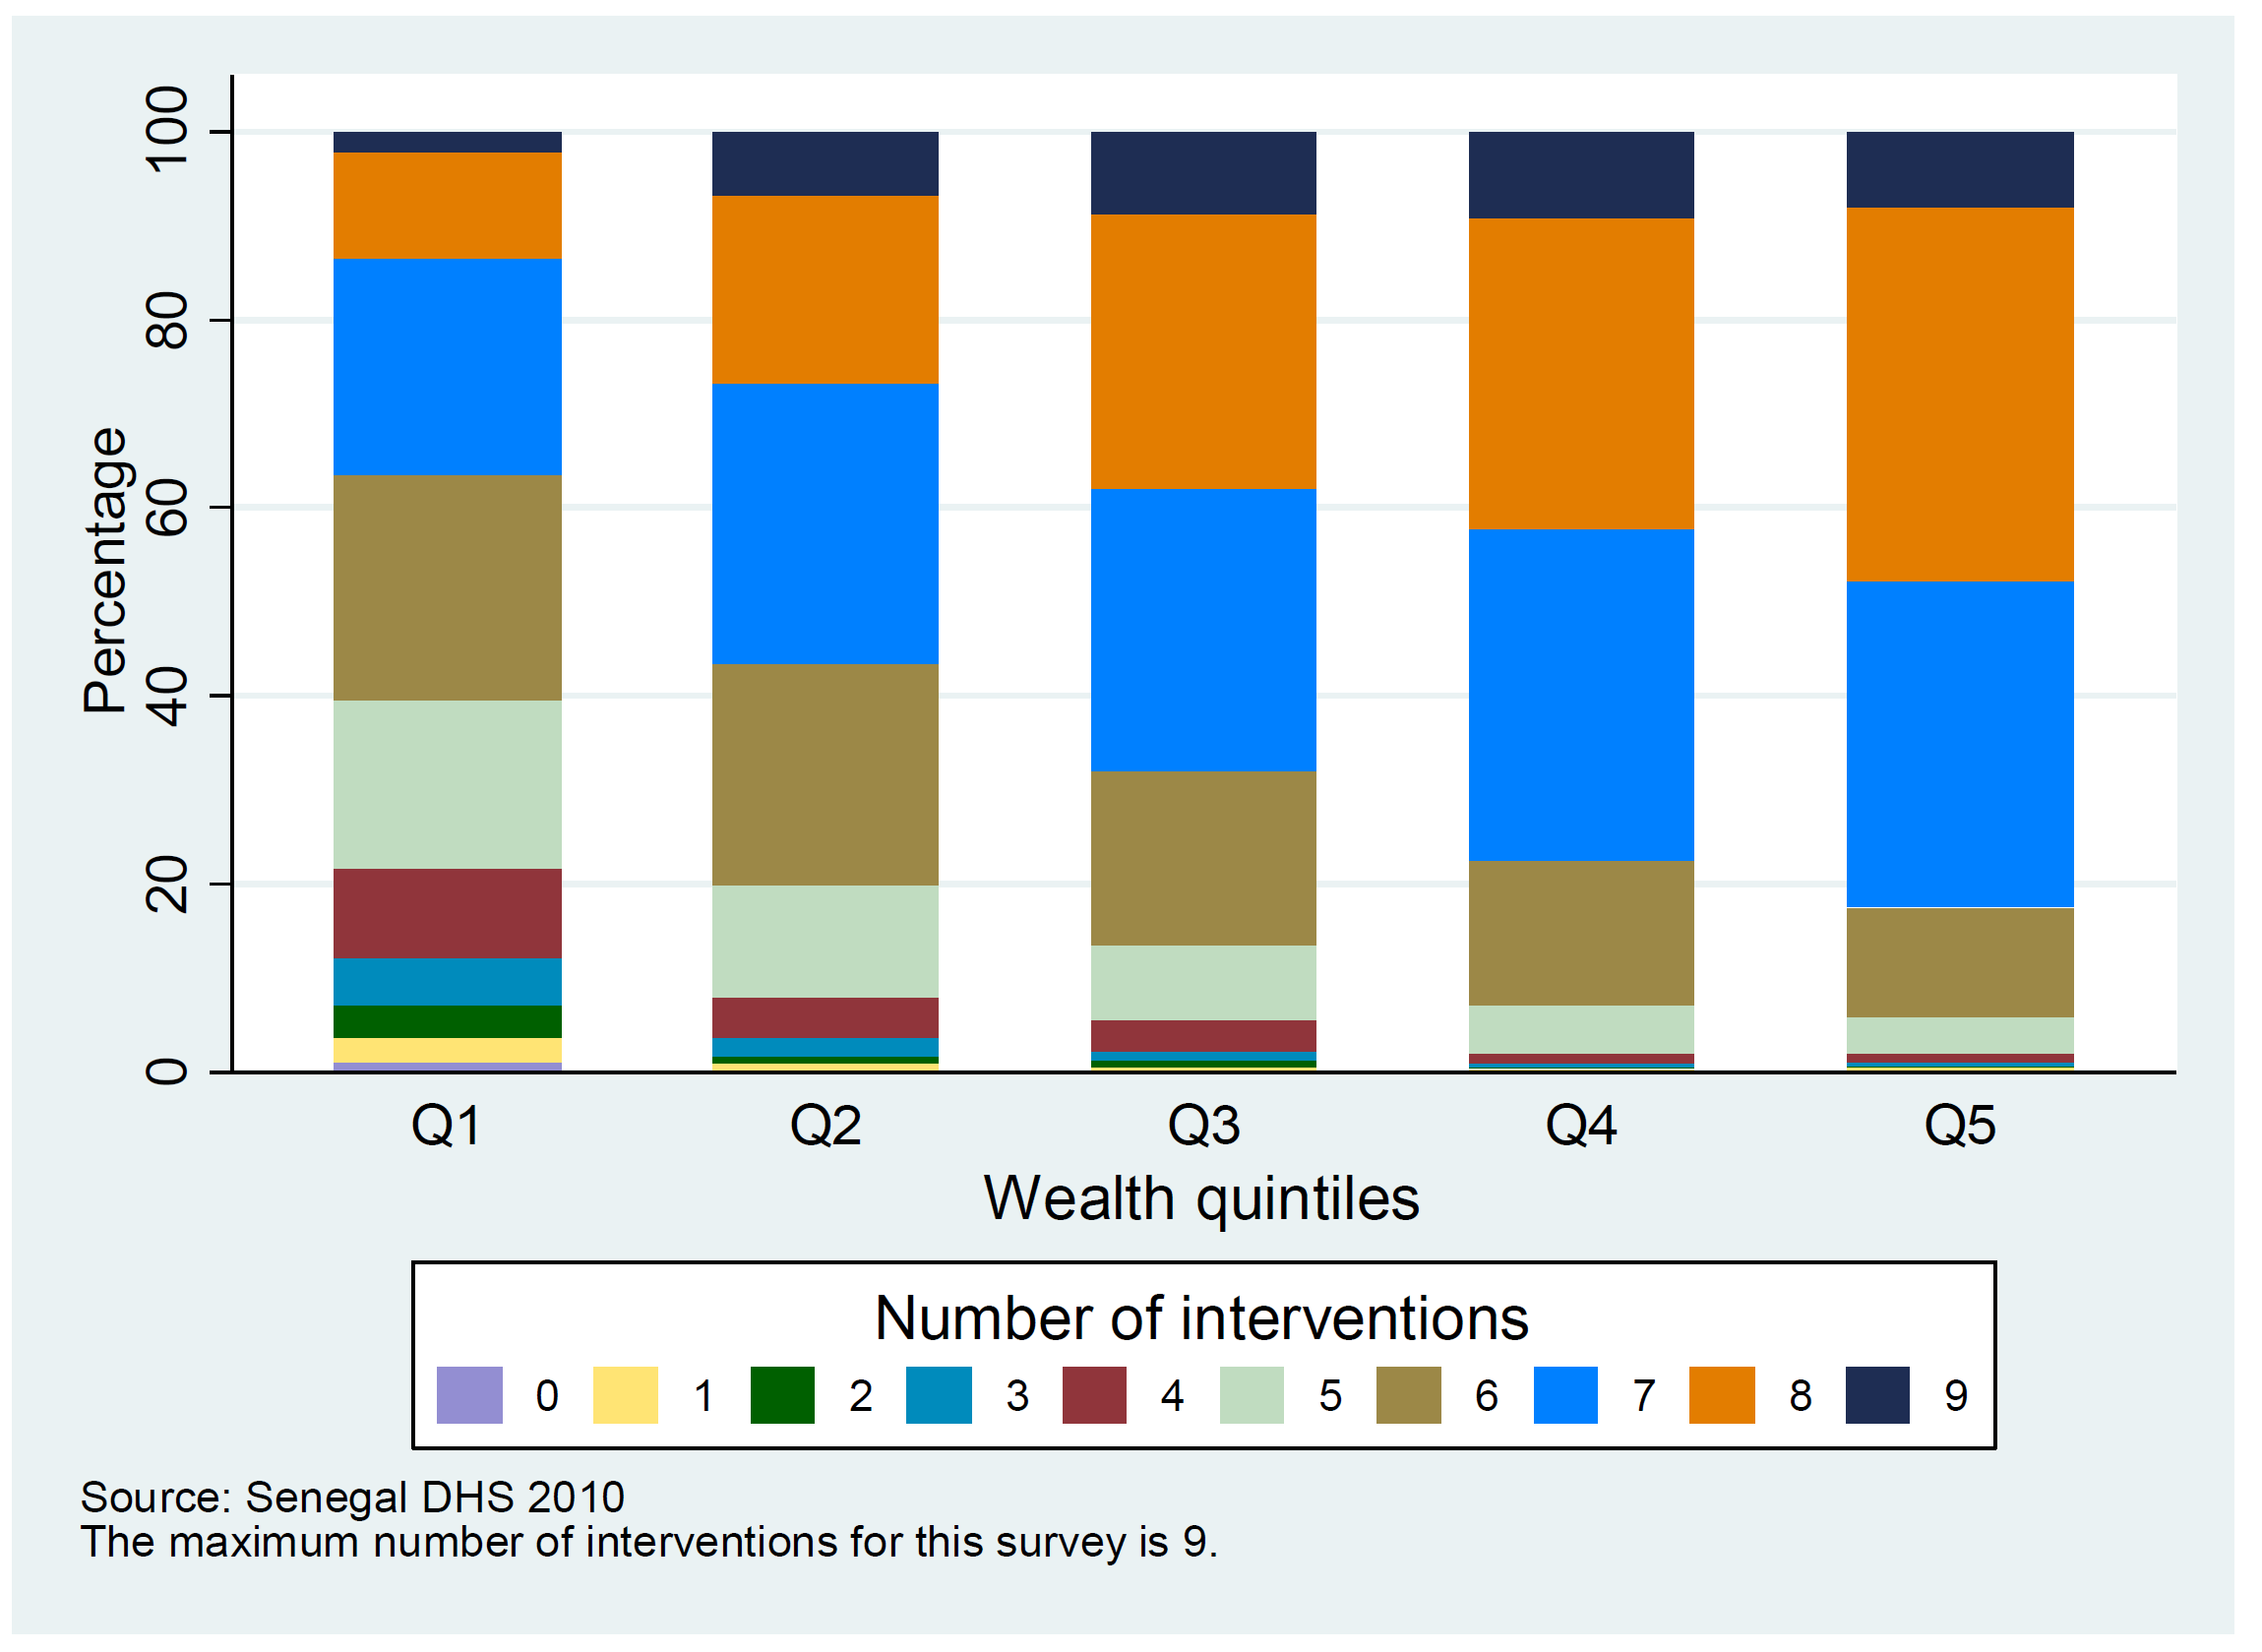 100
80
60
40
20
0
Percentage
Q1 Q2 Q3 Q4 Q5
Wealth quintiles
Number of interventions
0 1 2 3 4 5 6 7 8 9
Source: Senegal DHS 2010
The maximum number of interventions for this survey is 9.